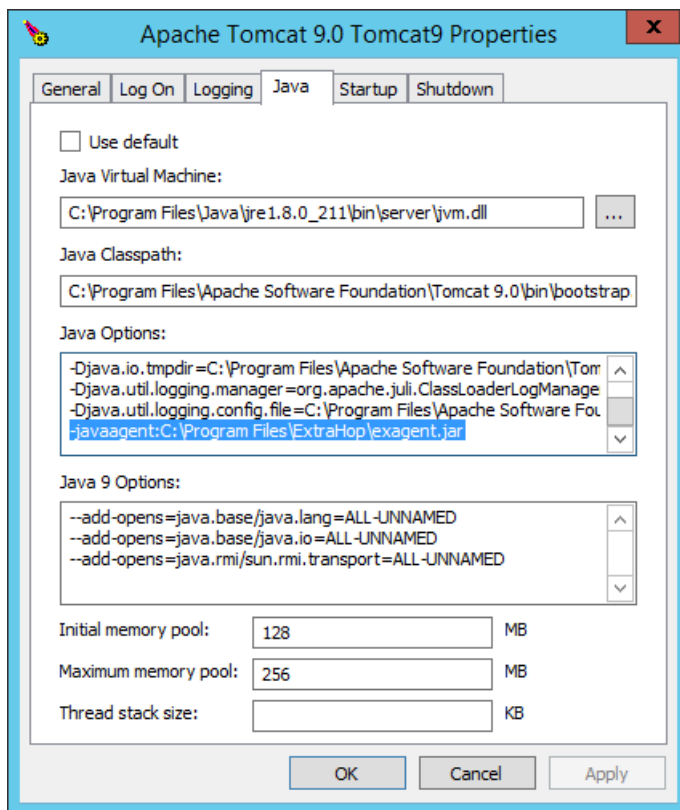 Apache Tomcat 9.0 Tomcat9 Properties
x
General Log On Logging Java Startup Shutdown
Use default
Java Virtual Machine:
C:\Program Files\Java\jre1.8.0_211\bin\server\jvm.dll
...
Java Classpath:
C:\Program Files\Apache Software Foundation\Tomcat 9.0\bin\bootstrap
Java Options:
-Djava.io.tmpdir=C:\Program Files\Apache Software Foundation\Tom
-Djava.util.logging.manager=org.apache.juli.ClassLoaderLogManage
-Djava.util.logging.config.file=C:\Program Files\Apache Software Fou
-javaagent:C:\Program Files\ExtraHop\exagent.jar
Java 9 Options:
--add-opens=java.base/java.lang=ALL-UNNAMED
--add-opens=java.base/java.io=ALL-UNNAMED
--add-opens=java.rmi/sun.rmi.transport=ALL-UNNAMED
Initial memory pool: 128 MB
Maximum memory pool: 256 MB
Thread stack size: KB
OK Cancel Apply